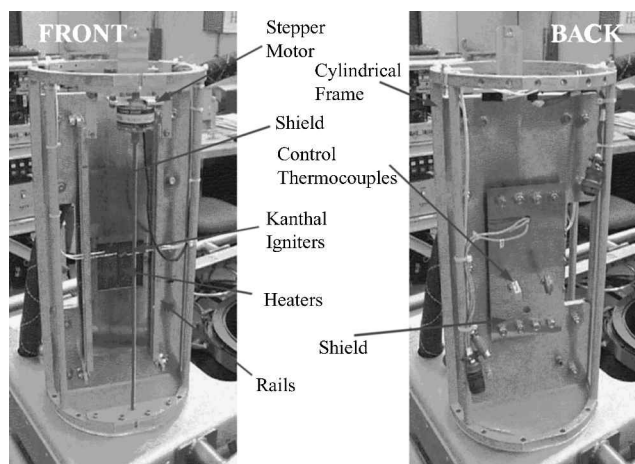 FRONT
Stepper
Motor
BACK
Cylindrical
Frame
Shield
Control
Thermocouples
Kanthal
Igniters
Heaters
Shield
Rails